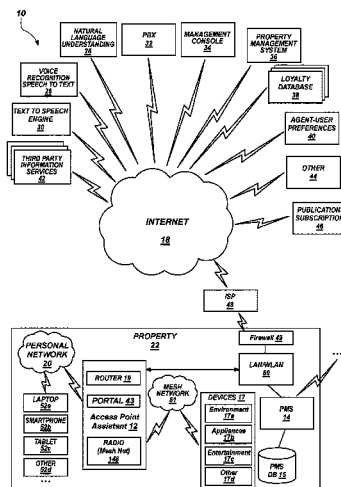 10
NATURAL
LANGUAGE
UNDERSTANDING
28
PBX
32
MANAGEMENT
CONSOLE
34
PROPERTY
MANAGEMENT
SYSTEM
36
VOICE
RECOGNITION
SPEECH TO TEXT
LOYALTY
DATABASE
38
TEXT TO SPEECH
ENGINE
30
AGENT-USER
PREFERENCES
40
THIRD PARTY
INFORMATION
SERVICES
42
OTHER
44
INTERNET
18
PUBLICATION
SUBSCRIPTION
46
ISP
48
PROPERTY
22
Firewall 49
PERSONAL
NETWORK
20
LAN/WLAN
50
ROUTER 19
MESH
NETWORK
51
PORTAL 43
Access Point
Assistant 12
RADIO
(Mesh Net)
148
LAPTOP
52a
SMARTPHONE
52b
TABLET
52c
OTHER
52d
...
DEVICES 17
Environment
17a
Appliances
17b
Entertainment
17c
Other
17d
PMS
14
PMS
DB 15
...